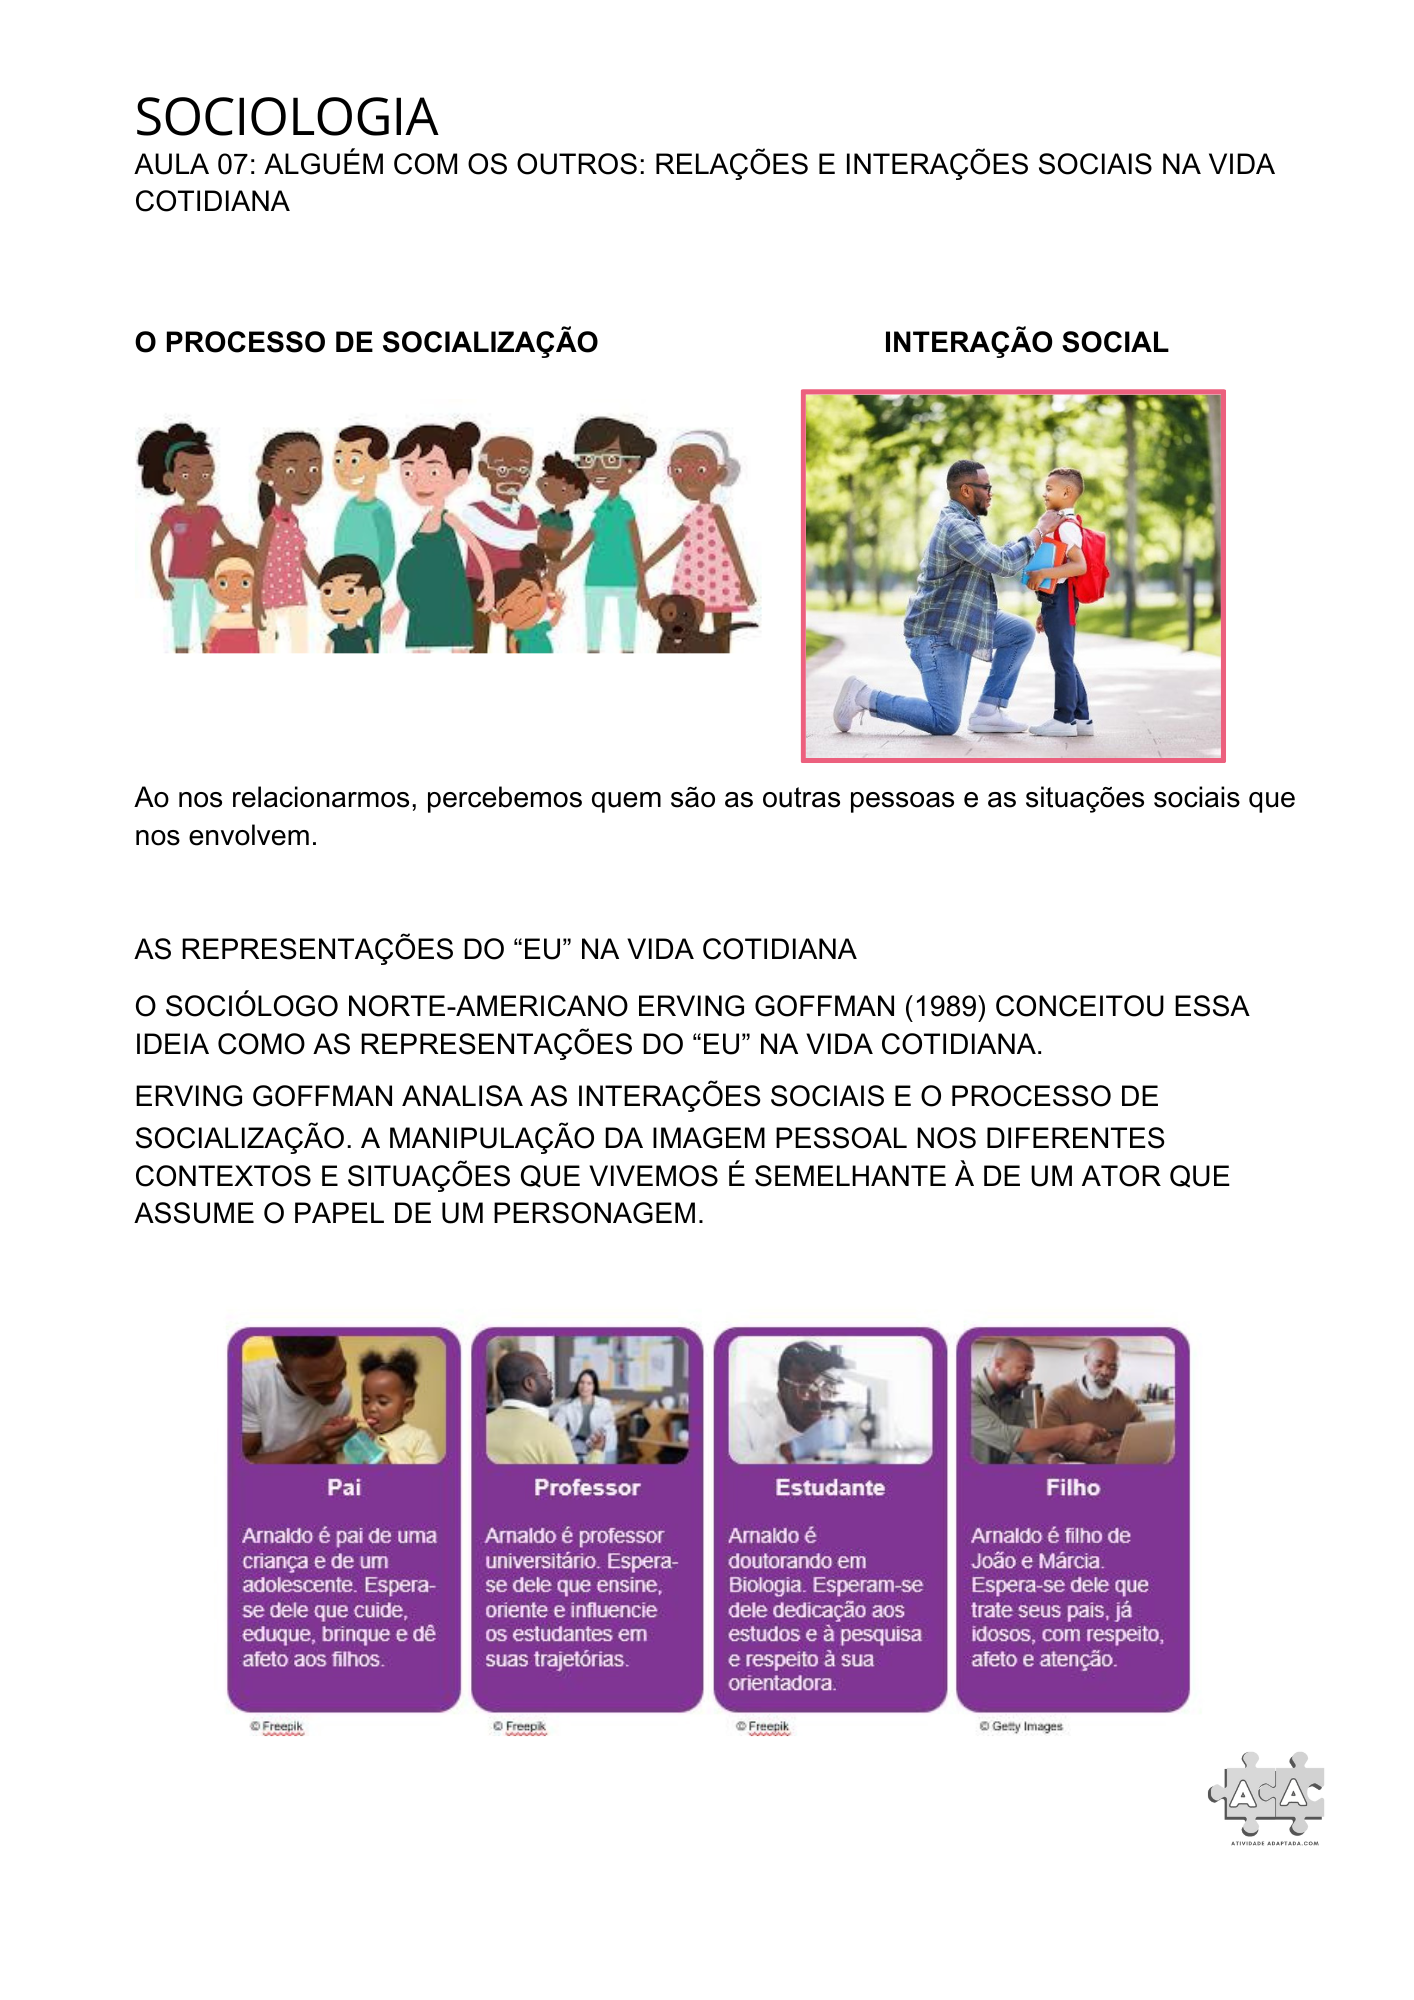 SOCIOLOGIA
AULA 07: ALGUÉM COM OS OUTROS: RELAÇÕES E INTERAÇÕES SOCIAIS NA VIDA
COTIDIANA
O PROCESSO DE SOCIALIZAÇÃO
INTERAÇÃO SOCIAL
Ao nos relacionarmos, percebemos quem são as outras pessoas e as situações sociais que
nos envolvem.
AS REPRESENTAÇÕES DO “EU” NA VIDA COTIDIANA
O SOCIÓLOGO NORTE-AMERICANO ERVING GOFFMAN (1989) CONCEITOU ESSA
IDEIA COMO AS REPRESENTAÇÕES DO “EU” NA VIDA COTIDIANA.
ERVING GOFFMAN ANALISA AS INTERAÇÕES SOCIAIS E O PROCESSO DE
SOCIALIZAÇÃO. A MANIPULAÇÃO DA IMAGEM PESSOAL NOS DIFERENTES
CONTEXTOS E SITUAÇÕES QUE VIVEMOS É SEMELHANTE À DE UM ATOR QUE
ASSUME O PAPEL DE UM PERSONAGEM.
Pai
Arnaldo é pai de uma
criança e de um
adolescente. Espera-
se dele que cuide,
eduque, brinque e dê
afeto aos filhos.
© Freepik
Professor
Arnaldo é professor
universitário. Espera-
se dele que ensine,
oriente e influencie
os estudantes em
suas trajetórias.
© Freepik
Estudante
Arnaldo é
doutorando em
Biologia. Esperam-se
dele dedicação aos
estudos e à pesquisa
e respeito à sua
orientadora.
© Freepik
Filho
Arnaldo é filho de
João e Márcia.
Espera-se dele que
trate seus pais, já
idosos, com respeito,
afeto e atenção.
© Getty Images
A A
ATIVIDADE ADAPTADA.COM